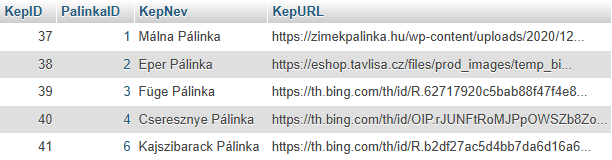 KepID PalinkaID KepNev KepURL
37 1 Málna Pálinka https://zimekpalinka.hu/wp-content/uploads/2020/12...
38 2 Eper Pálinka https://eshop.tavlisa.cz/files/prod_images/temp_bi...
39 3 Füge Pálinka https://th.bing.com/th/id/R.62717920c5bab88f47f4e8...
40 4 Cseresznye Pálinka https://th.bing.com/th/id/OIP.rJUNFtRoMJPpOWSZb8Zo...
41 6 Kajszibarack Pálinka https://th.bing.com/th/id/R.b2df27ac5d4bb7da6d16a6...